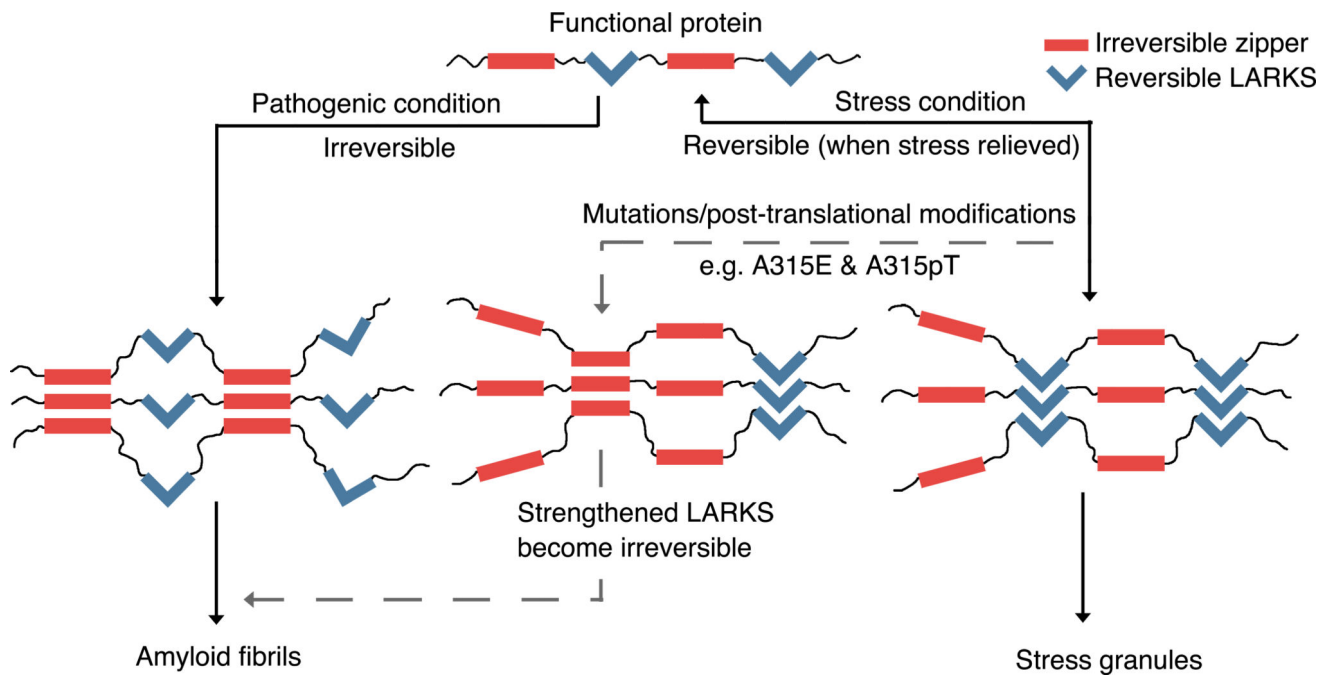 Functional protein
Irreversible zipper
Reversible LARKS
Pathogenic condition
Irreversible
Stress condition
Reversible (when stress relieved)
Mutations/post-translational modifications
e.g. A315E & A315pT
Strengthened LARKS
become irreversible
Amyloid fibrils
Stress granules